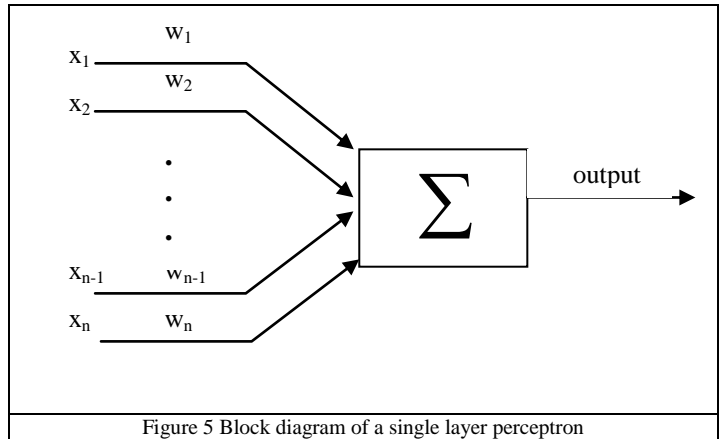 w₁
x₁
w₂
x₂
Σ
output
xₙ₋₁ wₙ₋₁
xₙ wₙ
Figure 5 Block diagram of a single layer perceptron